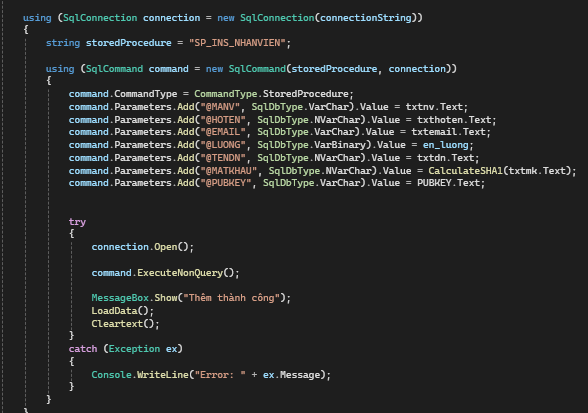 using (SqlConnection connection = new SqlConnection(connectionString))
{
string storedProcedure = "SP_INS_NHANVIEN";
using (SqlCommand command = new SqlCommand(storedProcedure, connection))
{
command.CommandType = CommandType.StoredProcedure;
command.Parameters.Add("@MANV", SqlDbType.VarChar).Value = txtnv.Text;
command.Parameters.Add("@HOTEN", SqlDbType.NVarChar).Value = txthoten.Text;
command.Parameters.Add("@EMAIL", SqlDbType.VarChar).Value = txtemail.Text;
command.Parameters.Add("@LUONG", SqlDbType.VarBinary).Value = en_luong;
command.Parameters.Add("@TENDN", SqlDbType.NVarChar).Value = txtdn.Text;
command.Parameters.Add("@MATKHAU", SqlDbType.NVarChar).Value = CalculateSHA1(txtmk.Text);
command.Parameters.Add("@PUBKEY", SqlDbType.VarChar).Value = PUBKEY.Text;
try
{
connection.Open();
command.ExecuteNonQuery();
MessageBox.Show("Thêm thành công");
LoadData();
Cleartext();
}
catch (Exception ex)
{
Console.WriteLine("Error: " + ex.Message);
}
}
}